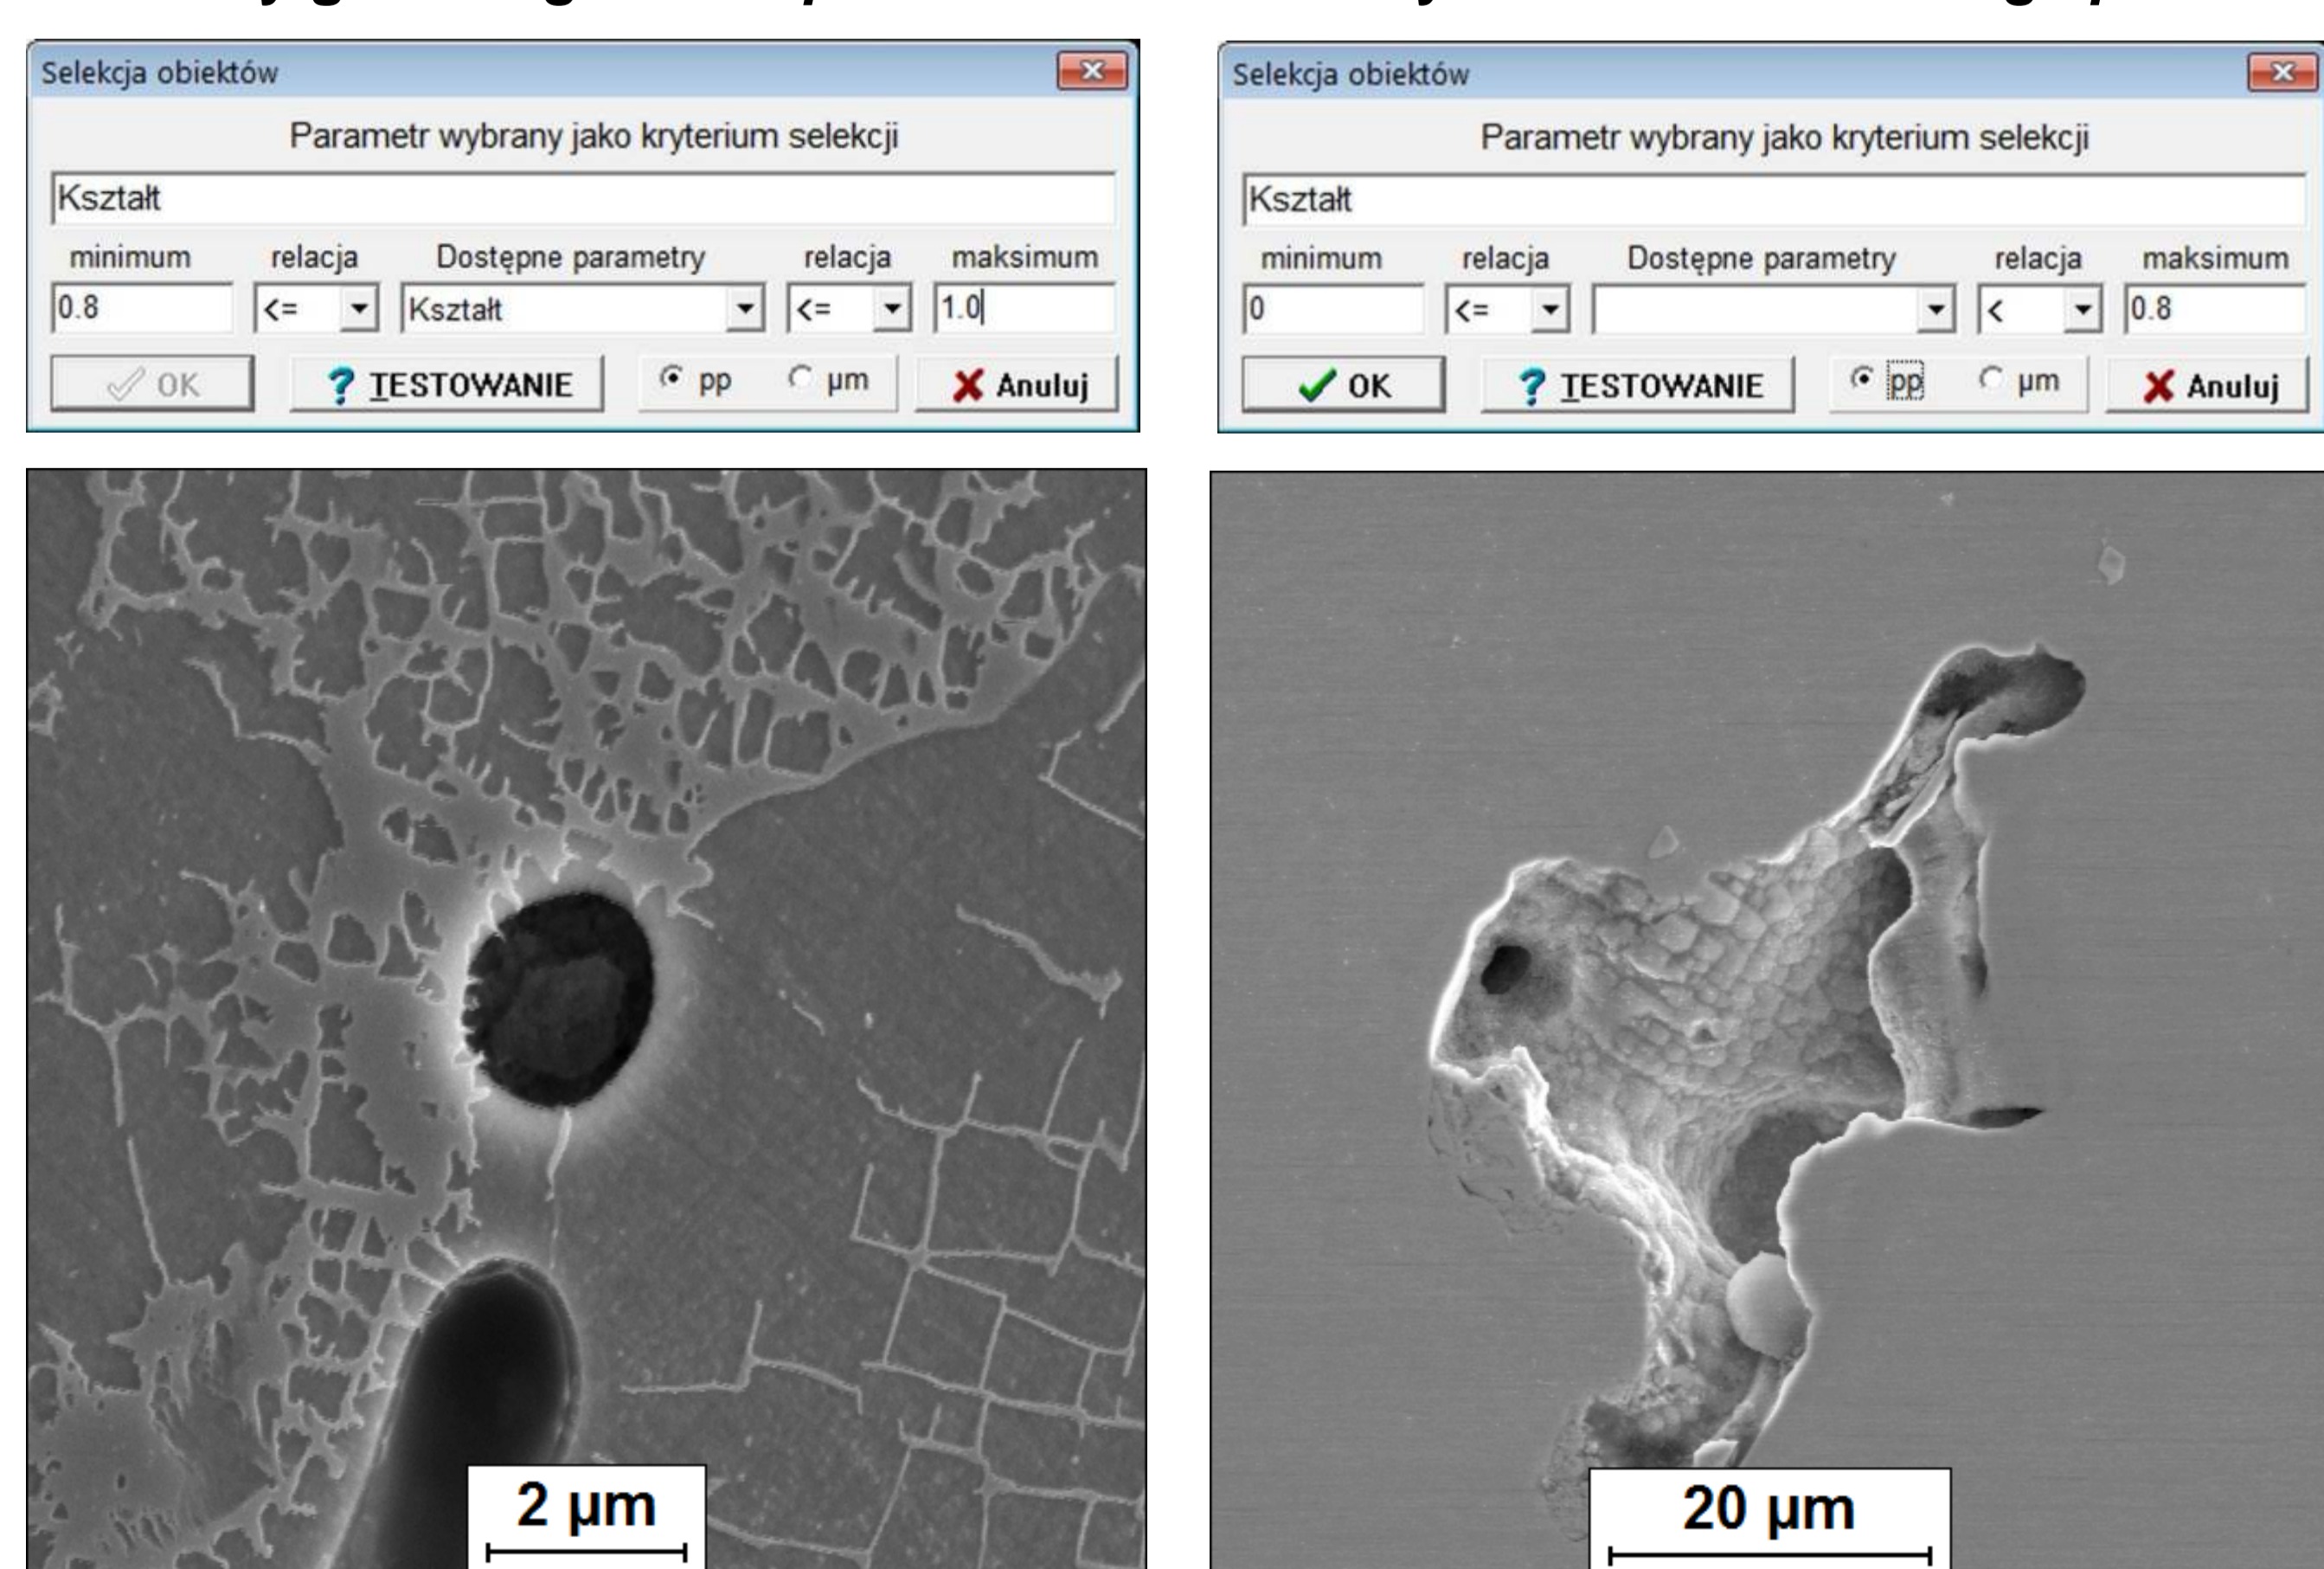 Selekcja obiektów
Parametr wybrany jako kryterium selekcji
Kształt
minimum relacja Dostępne parametry relacja maksimum
0.8 <= Kształt <= 1.0
OK ? TESTOWANIE pp µm Anuluj
Selekcja obiektów
Parametr wybrany jako kryterium selekcji
Kształt
minimum relacja Dostępne parametry relacja maksimum
0 <= < 0.8
OK ? TESTOWANIE pp µm Anuluj
2 µm
20 µm